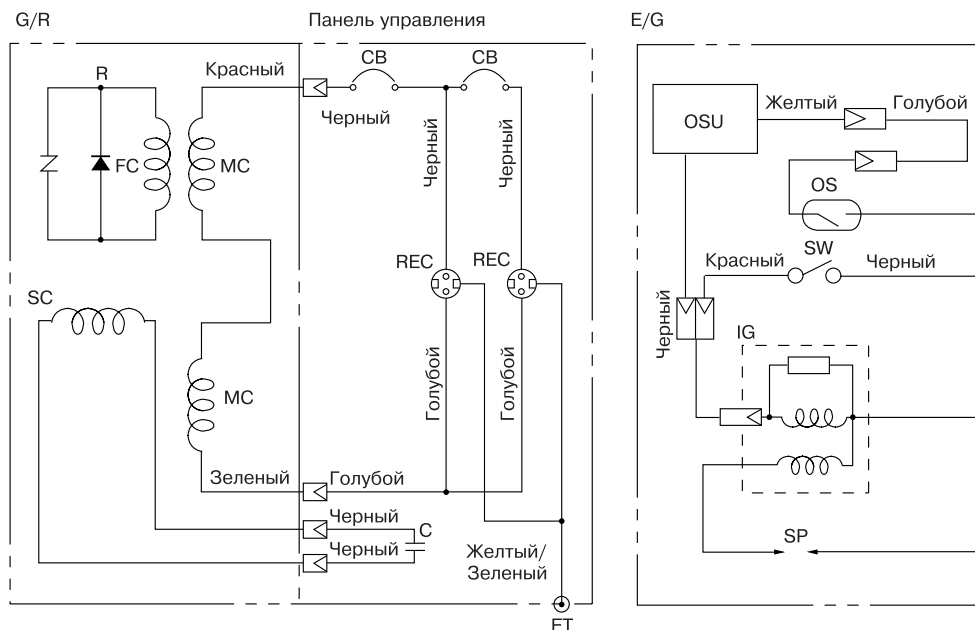 G/R
Панель управления
E/G
R
FC
MC
Красный
CB
CB
Черный
Черный
Черный
REC
REC
SC
MC
Голубой
Голубой
Зеленый
Голубой
Черный
C
Черный
Желтый/
Зеленый
ET
OSU
Желтый
Голубой
OS
SW
Красный
Черный
Черный
IG
SP